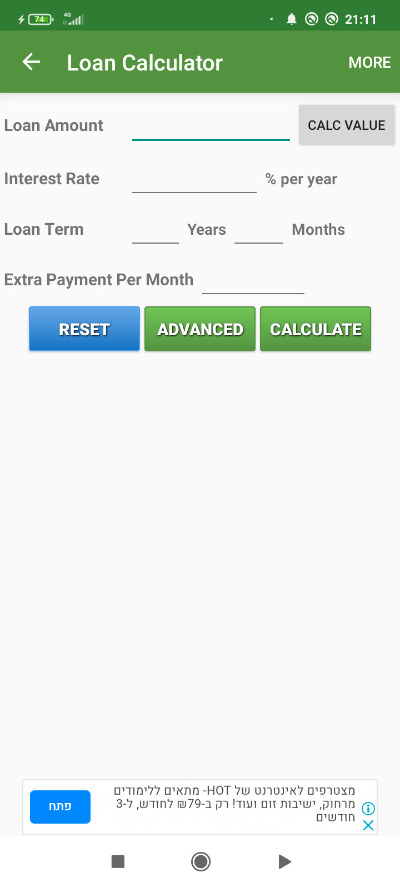 74 4G 21:11
Loan Calculator MORE
Loan Amount CALC VALUE
Interest Rate % per year
Loan Term Years Months
Extra Payment Per Month
RESET ADVANCED CALCULATE
מצטרפים לאינטרנט של HOT- מתאים ללימודים
מרחוק, ישיבות זום ועוד! רק ב-79₪ לחודש, ל-3
חודשים
פתח